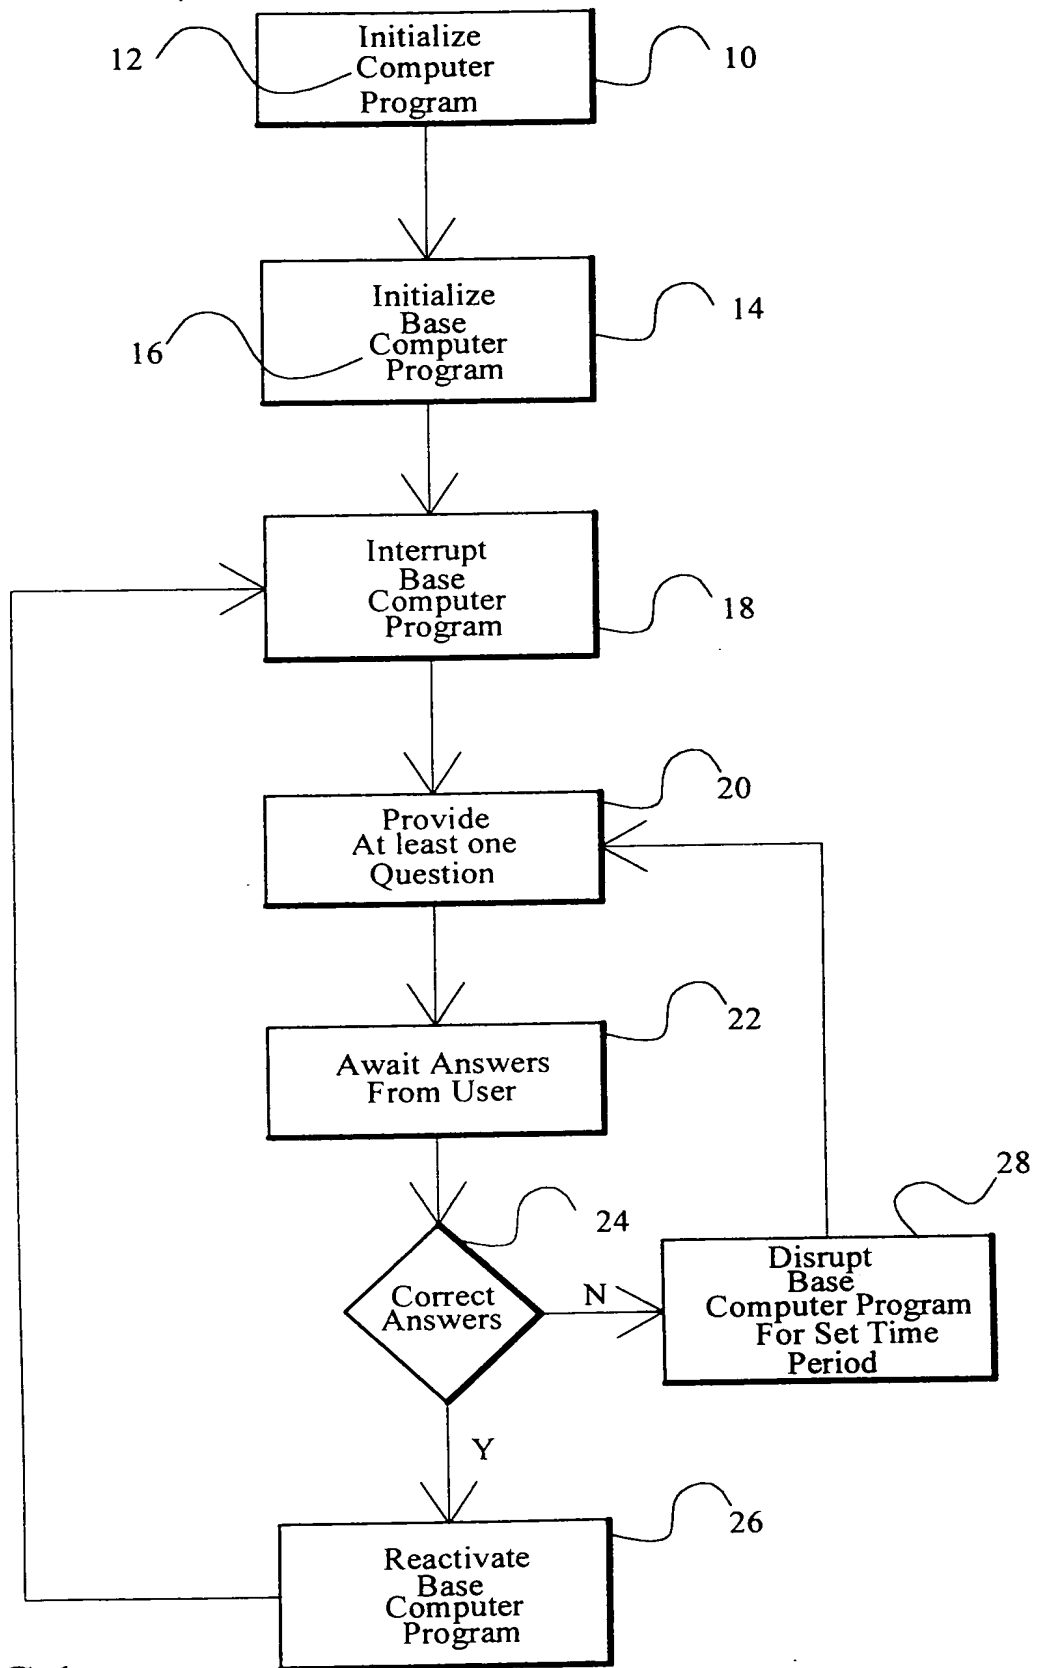 Initialize
Computer
Program
12
10
Initialize
Base
Computer
Program
14
16
Interrupt
Base
Computer
Program
18
Provide
At least one
Question
20
Await Answers
From User
22
Correct
Answers
24
N
Disrupt
Base
Computer Program
For Set Time
Period
28
Y
Reactivate
Base
Computer
Program
26